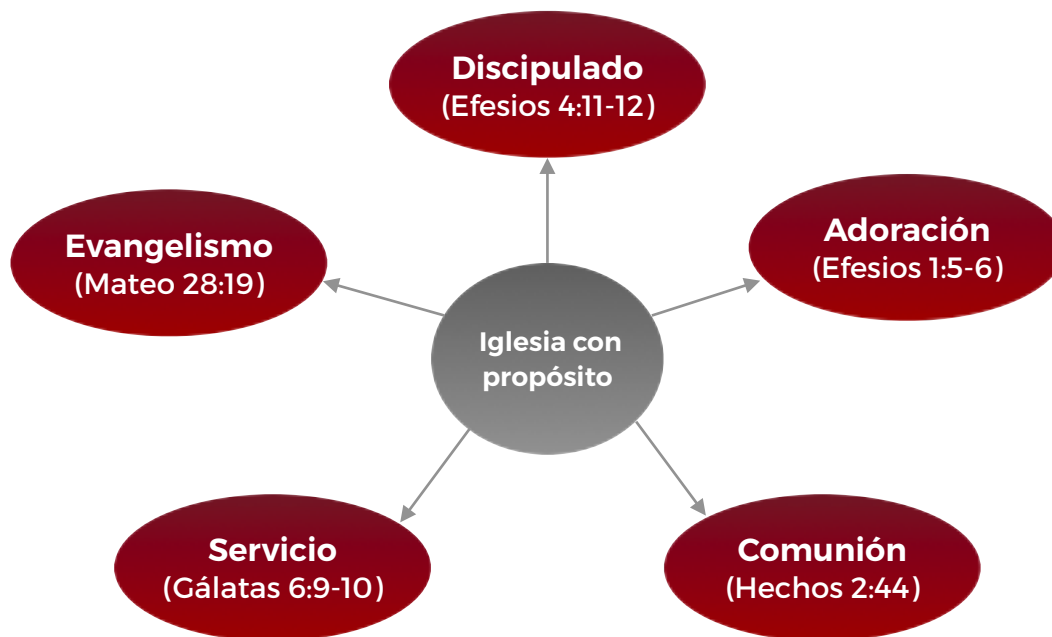 Discipulado
(Efesios 4:11-12)
Evangelismo
(Mateo 28:19)
Adoración
(Efesios 1:5-6)
Iglesia con
propósito
Servicio
(Gálatas 6:9-10)
Comunión
(Hechos 2:44)